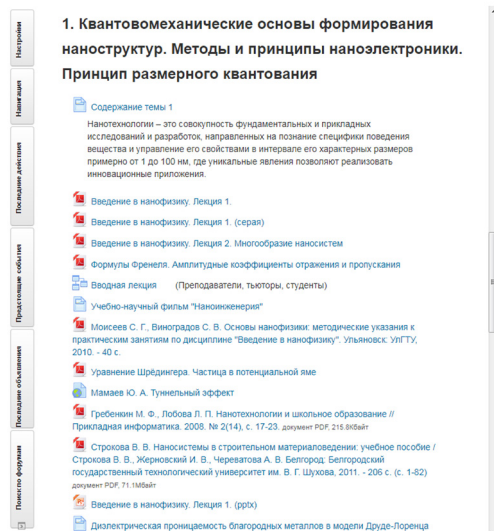 Настройки
Навигация
Последние действия
Предстоящие события
Последние объявления
Поиск по форумам
1. Квантовомеханические основы формирования
наноструктур. Методы и принципы наноэлектроники.
Принцип размерного квантования
Содержание темы 1
Нанотехнологии – это совокупность фундаментальных и прикладных
исследований и разработок, направленных на познание специфики поведения
вещества и управление его свойствами в интервале его характерных размеров
примерно от 1 до 100 нм, где уникальные явления позволяют реализовать
инновационные приложения.
Введение в нанофизику. Лекция 1.
Введение в нанофизику. Лекция 1. (серая)
Введение в нанофизику. Лекция 2. Многообразие наносистем
Формулы Френеля. Амплитудные коэффициенты отражения и пропускания
Вводная лекция (Преподаватели, тьюторы, студенты)
Учебно-научный фильм "Наноинженерия"
Моисеев С. Г., Виноградов С. В. Основы нанофизики: методические указания к
практическим занятиям по дисциплине "Введение в нанофизику". Ульяновск: УлГТУ,
2010. - 40 с.
Уравнение Шрёдингера. Частица в потенциальной яме
Мамаев Ю. А. Туннельный эффект
Гребенкин М. Ф., Лобова Л. П. Нанотехнологии и школьное образование //
Прикладная информатика. 2008. № 2(14), с. 17-23. документ PDF, 215.8Кбайт
Строкова В. В. Наносистемы в строительном материаловедении: учебное пособие /
Строкова В. В., Жерновский И. В., Череватова А. В. Белгород: Белгородский
государственный технологический университет им. В. Г. Шухова, 2011. - 206 с. (с. 1-82)
документ PDF, 71.1Мбайт
Введение в нанофизику. Лекция 1. (pptx)
Диэлектрическая проницаемость благородных металлов в модели Друде-Лоренца